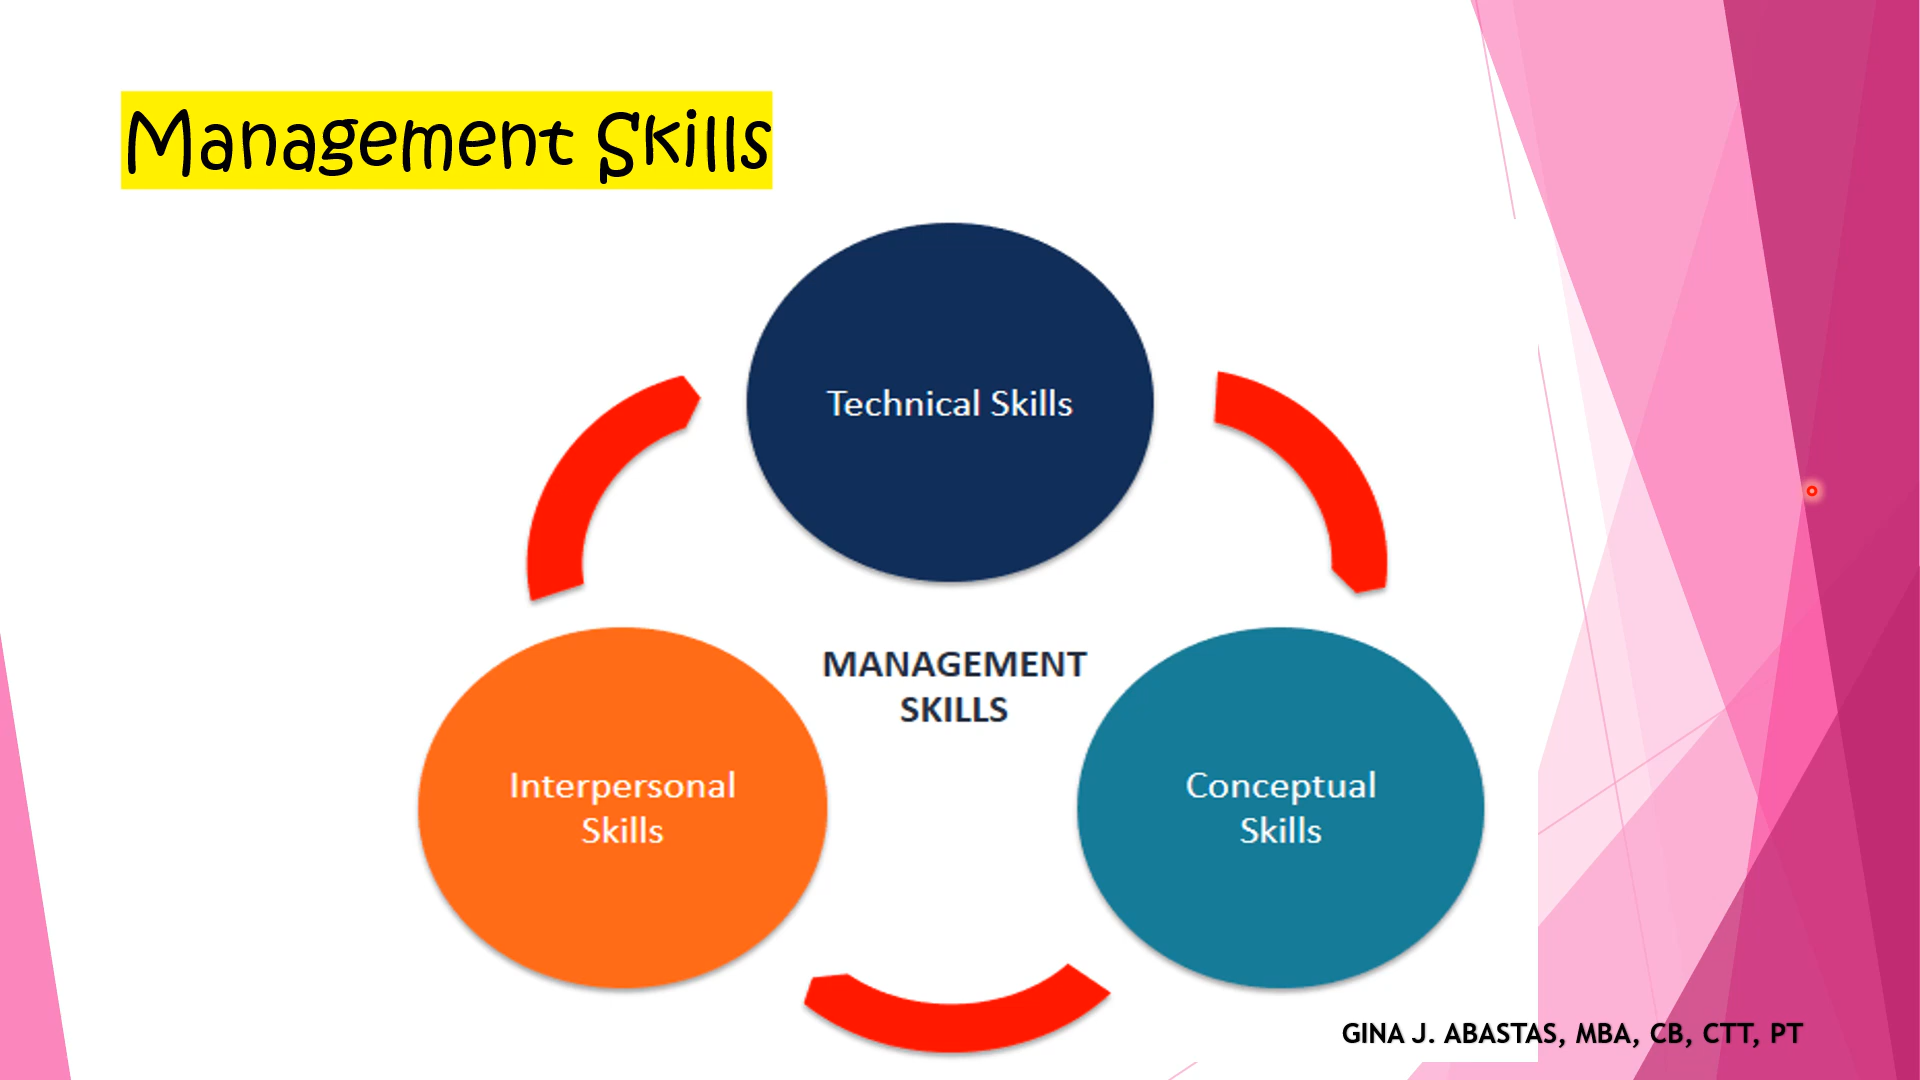 Management Skills
Technical Skills
MANAGEMENT
SKILLS
Interpersonal
Skills
Conceptual
Skills
GINA J. ABASTAS, MBA, CB, CTT, PT